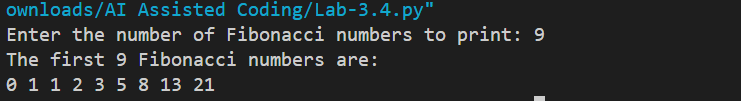 ownloads/AI Assisted Coding/Lab-3.4.py"
Enter the number of Fibonacci numbers to print: 9
The first 9 Fibonacci numbers are:
0 1 1 2 3 5 8 13 21